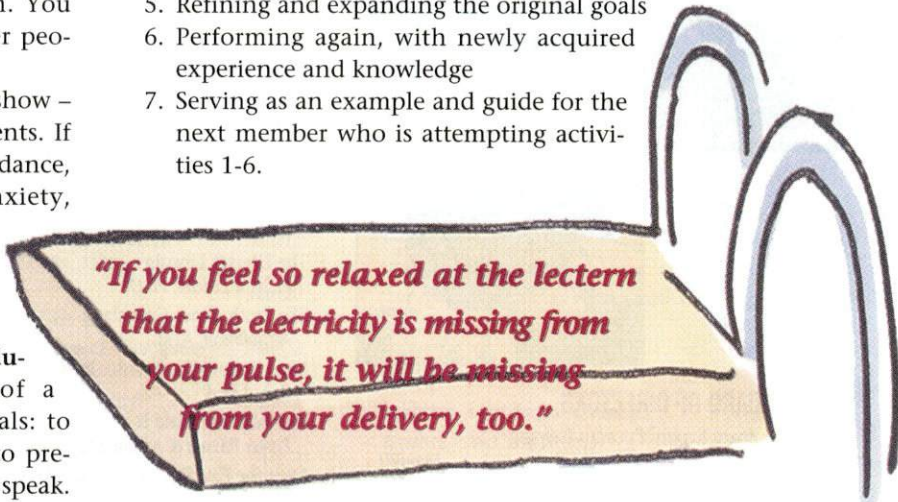 n. You
er peo-
show –
ents. If
dance,
nxiety,
lu-
of a
als: to
o pre-
speak.
5. Refining and expanding the original goals
6. Performing again, with newly acquired
experience and knowledge
7. Serving as an example and guide for the
next member who is attempting activi-
ties 1-6.
"If you feel so relaxed at the lectern
that the electricity is missing from
your pulse, it will be missing
from your delivery, too."